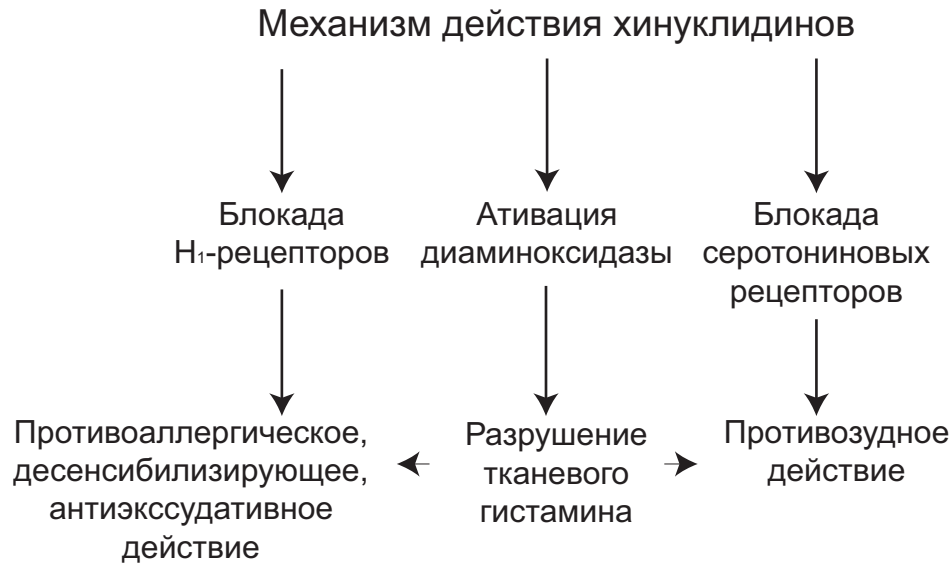 Механизм действия хинуклидинов
Блокада
H₁-рецепторов
Ативация
диаминоксидазы
Блокада
серотониновых
рецепторов
Противоаллергическое,
десенсибилизирующее,
антиэкссудативное
действие
Разрушение
тканевого
гистамина
Противозудное
действие